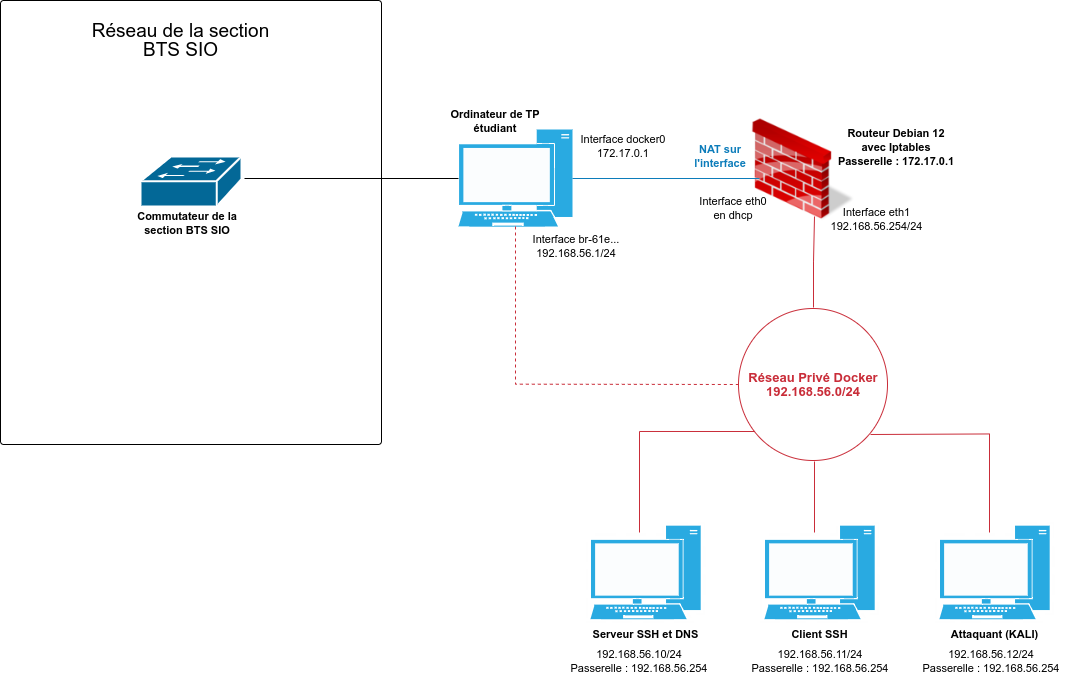 Réseau de la section
BTS SIO
Commutateur de la
section BTS SIO
Ordinateur de TP
étudiant
Interface docker0
172.17.0.1
Interface br-61e...
192.168.56.1/24
NAT sur
l'interface
Interface eth0
en dhcp
Routeur Debian 12
avec Iptables
Passerelle : 172.17.0.1
Interface eth1
192.168.56.254/24
Réseau Privé Docker
192.168.56.0/24
Serveur SSH et DNS
192.168.56.10/24
Passerelle : 192.168.56.254
Client SSH
192.168.56.11/24
Passerelle : 192.168.56.254
Attaquant (KALI)
192.168.56.12/24
Passerelle : 192.168.56.254